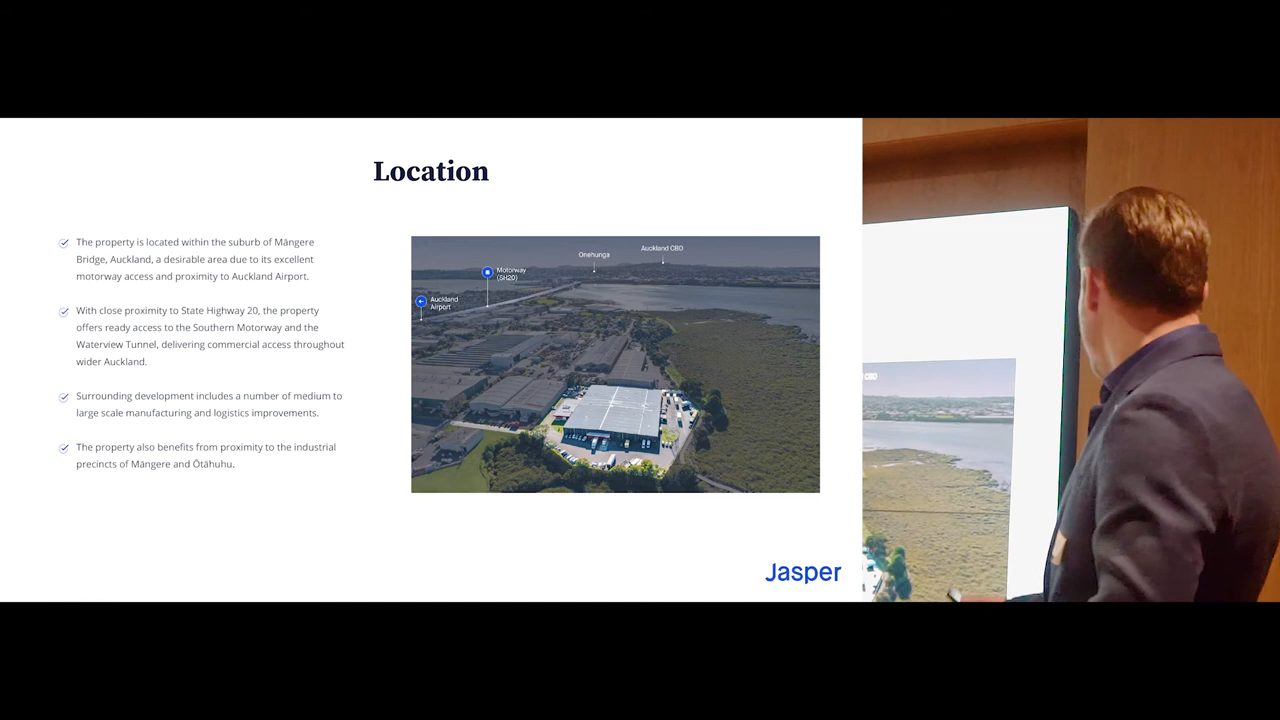 Location
The property is located within the suburb of Māngere
Bridge, Auckland, a desirable area due to its excellent
motorway access and proximity to Auckland Airport.
With close proximity to State Highway 20, the property
offers ready access to the Southern Motorway and the
Waterview Tunnel, delivering commercial access throughout
wider Auckland.
Surrounding development includes a number of medium to
large scale manufacturing and logistics improvements.
The property also benefits from proximity to the industrial
precincts of Māngere and Ōtāhuhu.
Auckland CBD
Onehunga
Motorway
(SH20)
Auckland
Airport
CBD
Jasper